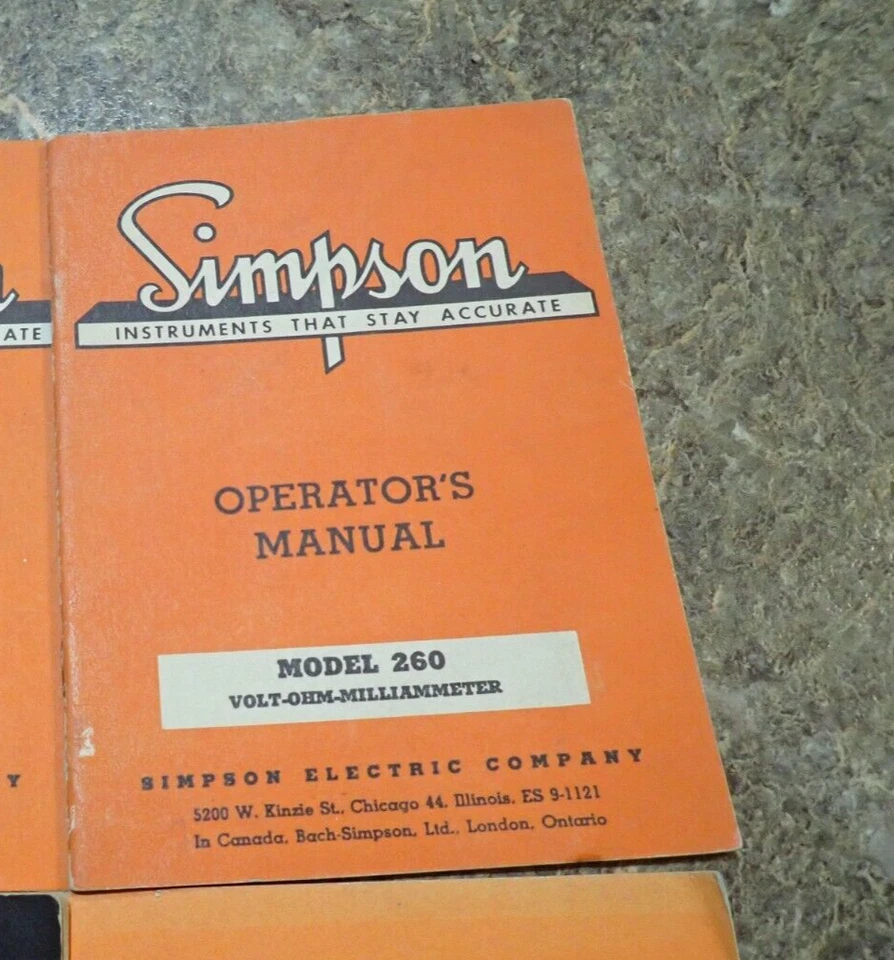 Simpson
INSTRUMENTS THAT STAY ACCURATE
ATE
OPERATOR'S
MANUAL
MODEL 260
VOLT-OHM-MILLIAMMETER
Y
SIMPSON ELECTRIC COMPANY
5200 W. Kinzie St., Chicago 44, Illinois, ES 9-1121
In Canada, Bach-Simpson, Ltd., London, Ontario